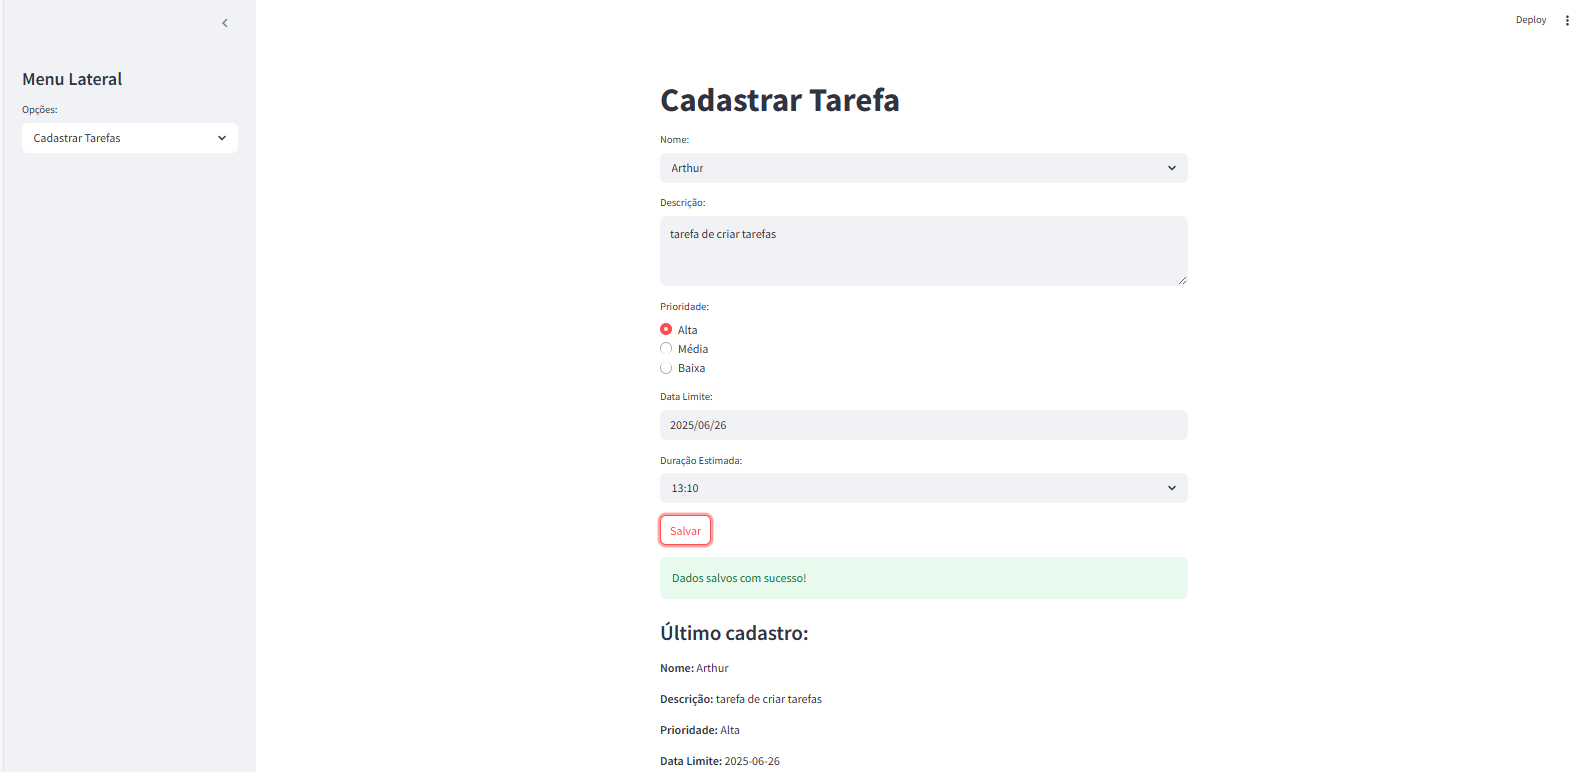 Deploy
Menu Lateral
Opções:
Cadastrar Tarefas
Cadastrar Tarefa
Nome:
Arthur
Descrição:
tarefa de criar tarefas
Prioridade:
Alta
Média
Baixa
Data Limite:
2025/06/26
Duração Estimada:
13:10
Salvar
Dados salvos com sucesso!
Último cadastro:
Nome: Arthur
Descrição: tarefa de criar tarefas
Prioridade: Alta
Data Limite: 2025-06-26